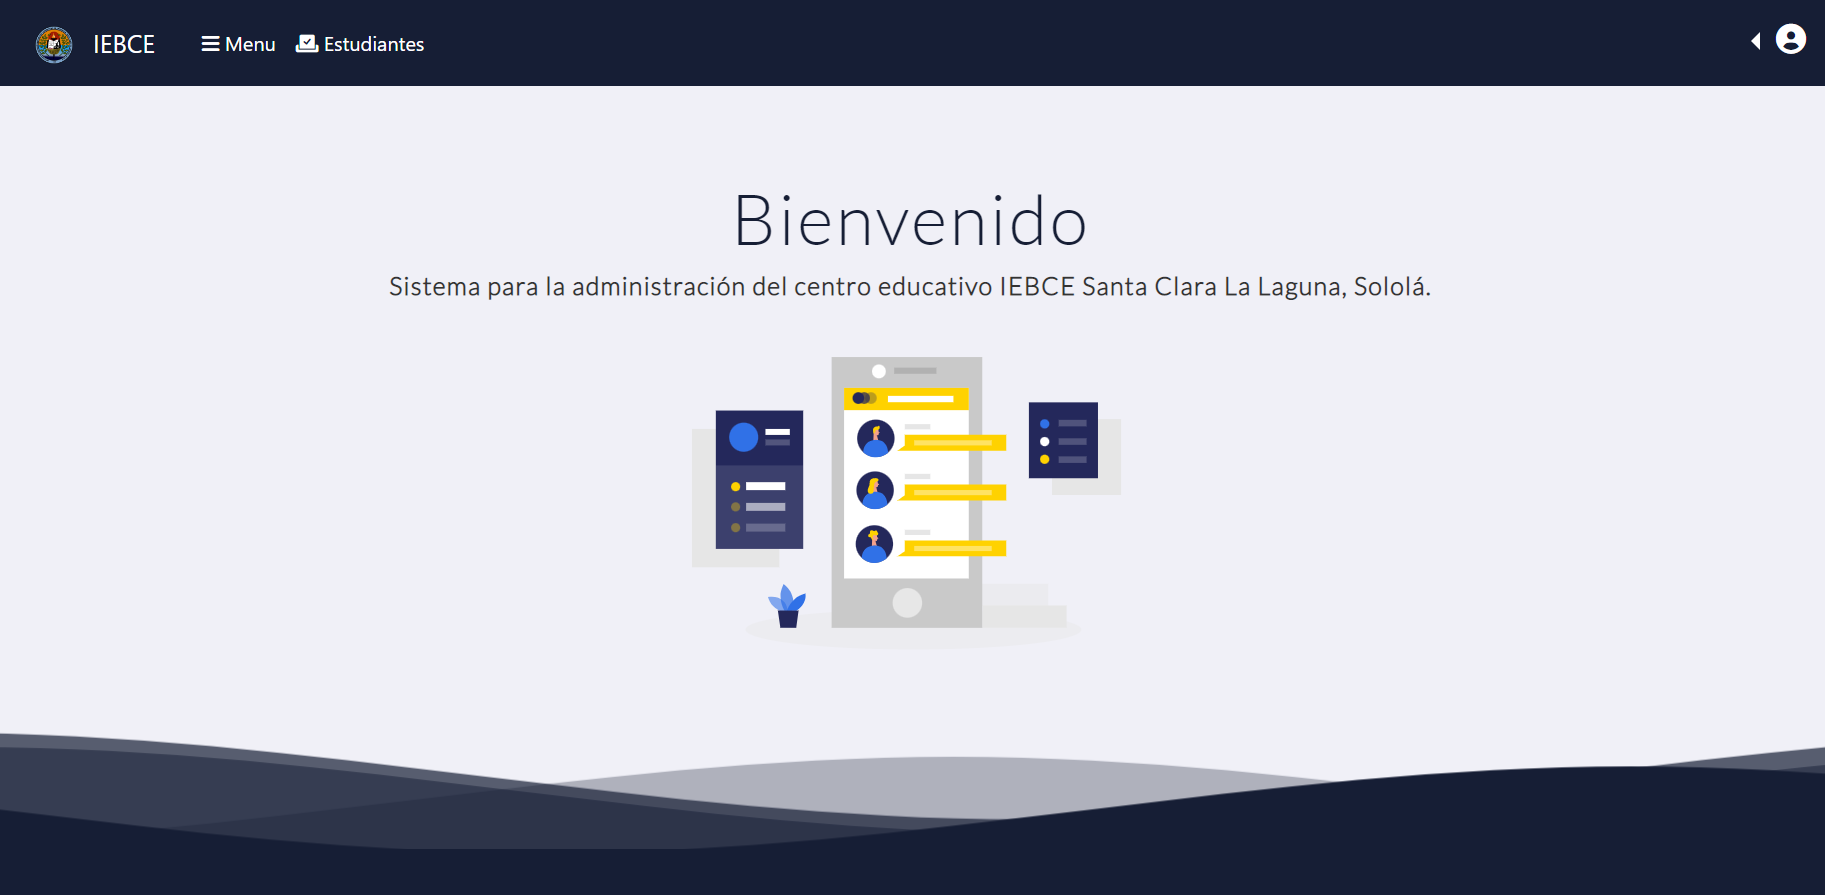 IEBCE
Menu
Estudiantes
Bienvenido
Sistema para la administración del centro educativo IEBCE Santa Clara La Laguna, Sololá.